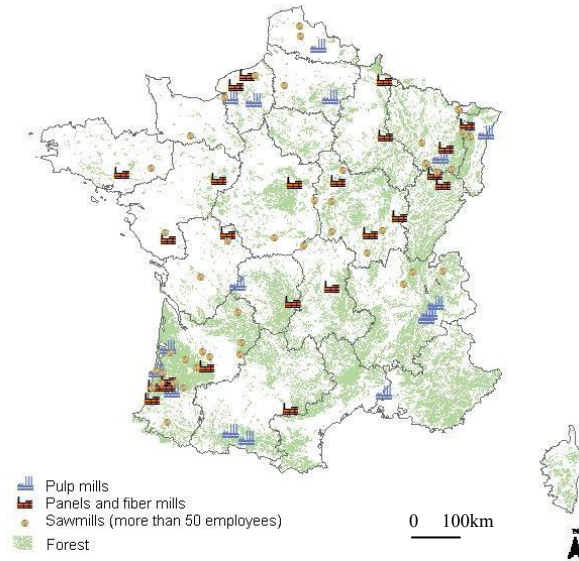 Pulp mills
Panels and fiber mills
Sawmills (more than 50 employees)
Forest
0 100km